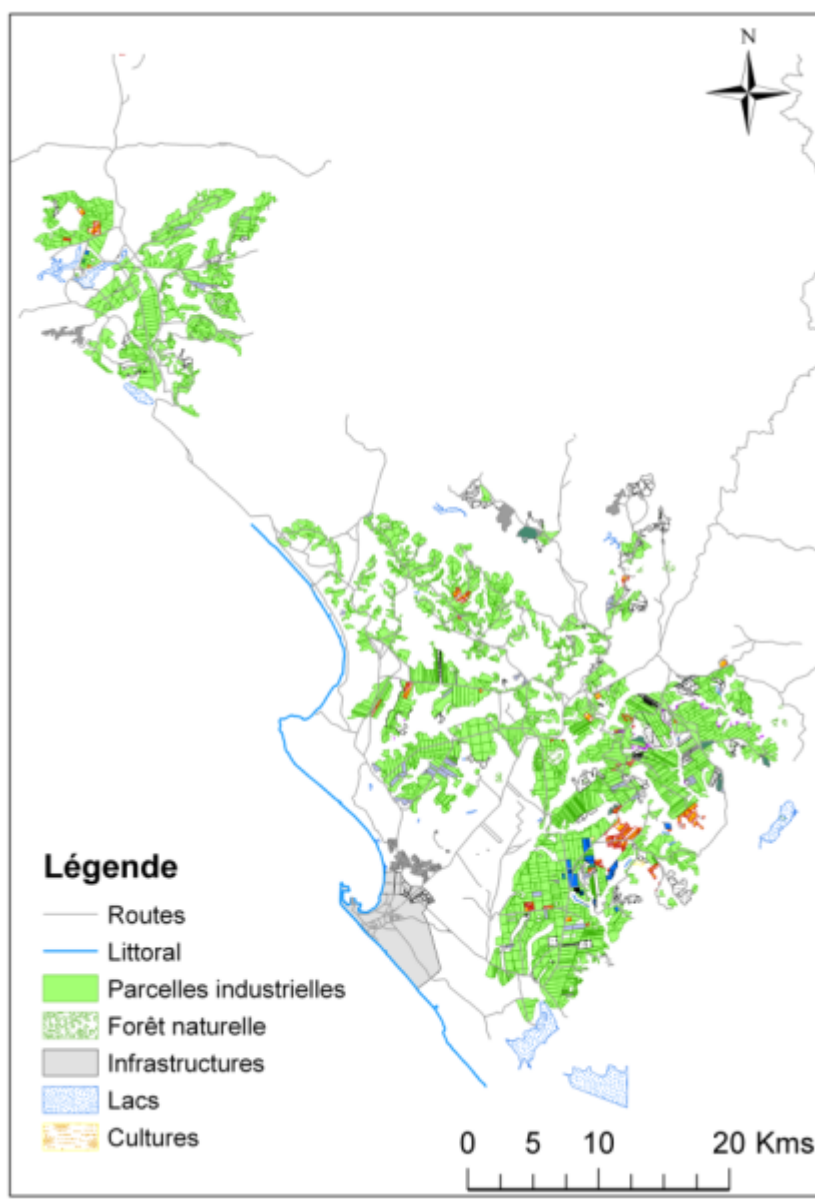 N
Légende
Routes
Littoral
Parcelles industrielles
Forêt naturelle
Infrastructures
Lacs
Cultures
0 5 10 20 Kms